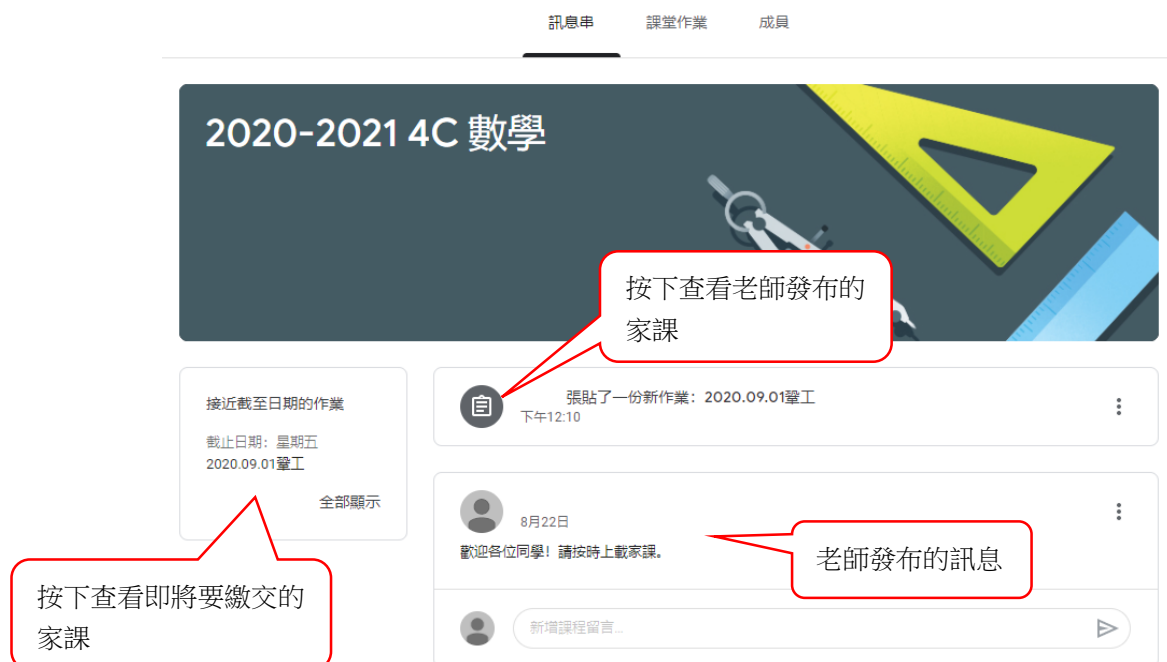 訊息串 課堂作業 成員
2020-2021 4C 數學
按下查看老師發布的
家課
接近截至日期的作業
截止日期：星期五
2020.09.01鞏工
全部顯示
張貼了一份新作業：2020.09.01鞏工
下午12:10
8月22日
歡迎各位同學！請按時上載家課。
老師發布的訊息
按下查看即將要繳交的
家課
新增課程留言...